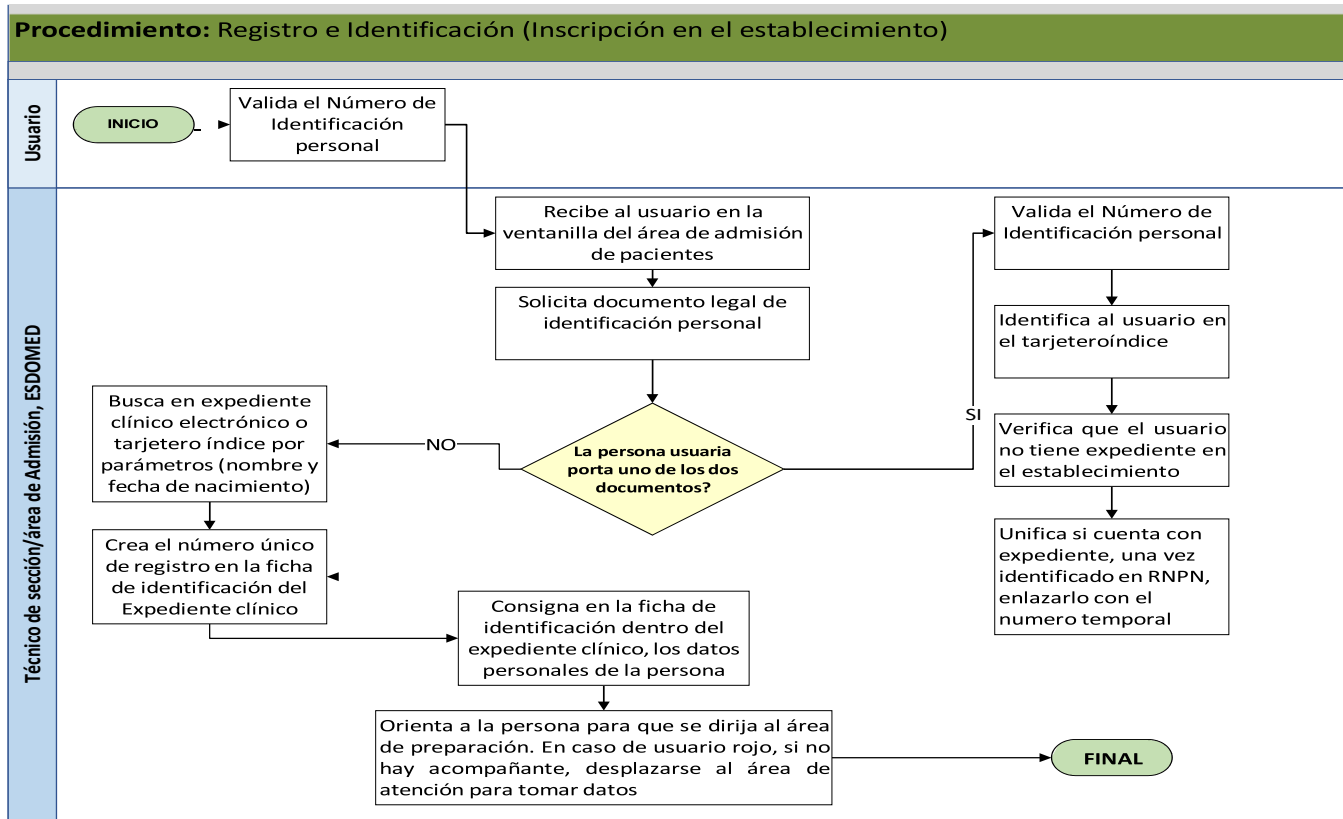 Procedimiento: Registro e Identificación (Inscripción en el establecimiento)
Usuario
INICIO
Valida el Número de
Identificación
personal
Técnico de sección/área de Admisión, ESDOMED
Recibe al usuario en la
ventanilla del área de admisión
de pacientes
Solicita documento legal de
identificación personal
La persona usuaria
porta uno de los dos
documentos?
NO
SI
Busca en expediente
clínico electrónico o
tarjetero índice por
parámetros (nombre y
fecha de nacimiento)
Crea el número único
de registro en la ficha
de identificación del
Expediente clínico
Valida el Número de
Identificación personal
Identifica al usuario en
el tarjeteroíndice
Verifica que el usuario
no tiene expediente en
el establecimiento
Unifica si cuenta con
expediente, una vez
identificado en RNPN,
enlazarlo con el
numero temporal
Consigna en la ficha de
identificación dentro del
expediente clínico, los datos
personales de la persona
Orienta a la persona para que se dirija al área
de preparación. En caso de usuario rojo, si no
hay acompañante, desplazarse al área de
atención para tomar datos
FINAL